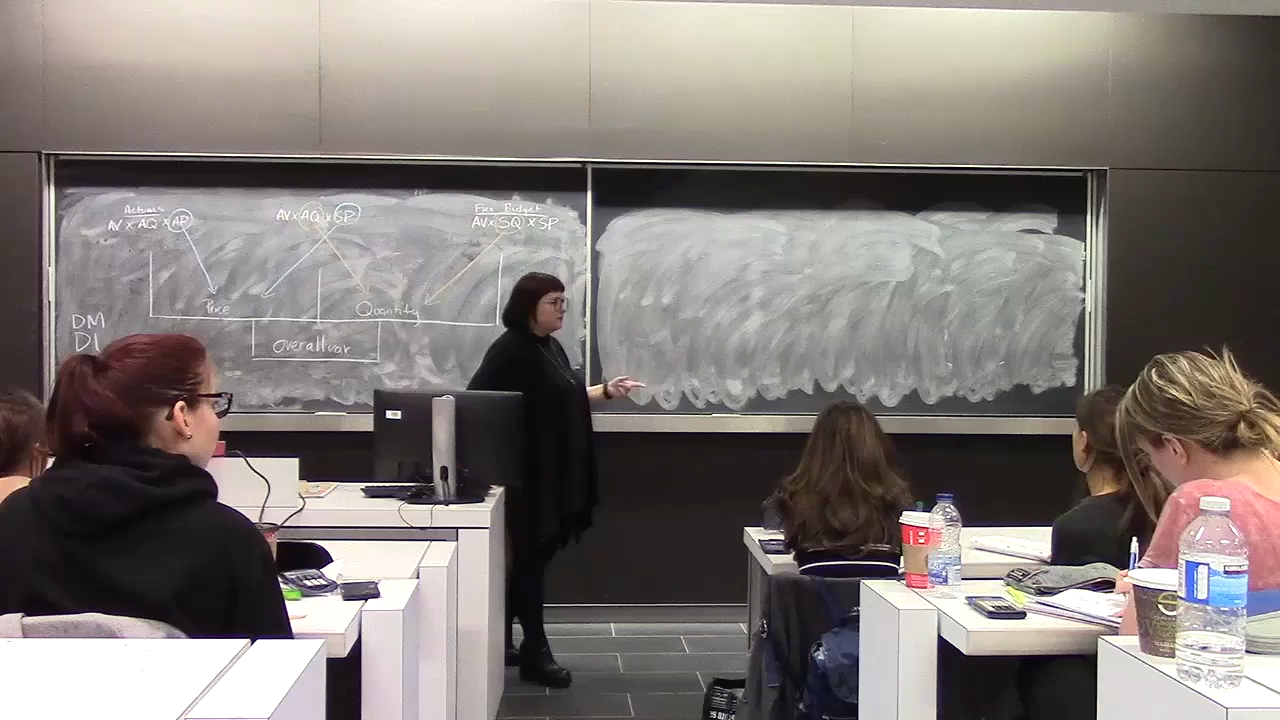 Actuals
AV x AQ x AP
AV x AQ x SP
Flex Budget
AV x SQ x SP
Price
Quantity
DM
DL
Overall var